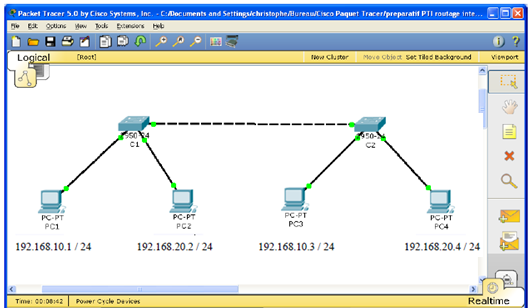 Packet Tracer 5.0 by Cisco Systems, Inc. - C:/Documents and Settings/christophe/Bureau/Cisco Paquet Tracer/preparatif PTI routage inte...
File Edit Options View Tools Extensions Help
Logical [Root] New Cluster Move Object Set Tiled Background Viewport
950-24
C1
950-24
C2
PC-PT
PC1
PC-PT
PC2
PC-PT
PC3
PC-PT
PC4
192.168.10.1 / 24 192.168.20.2 / 24 192.168.10.3 / 24 192.168.20.4 / 24
Time: 00:08:42 Power Cycle Devices Realtime